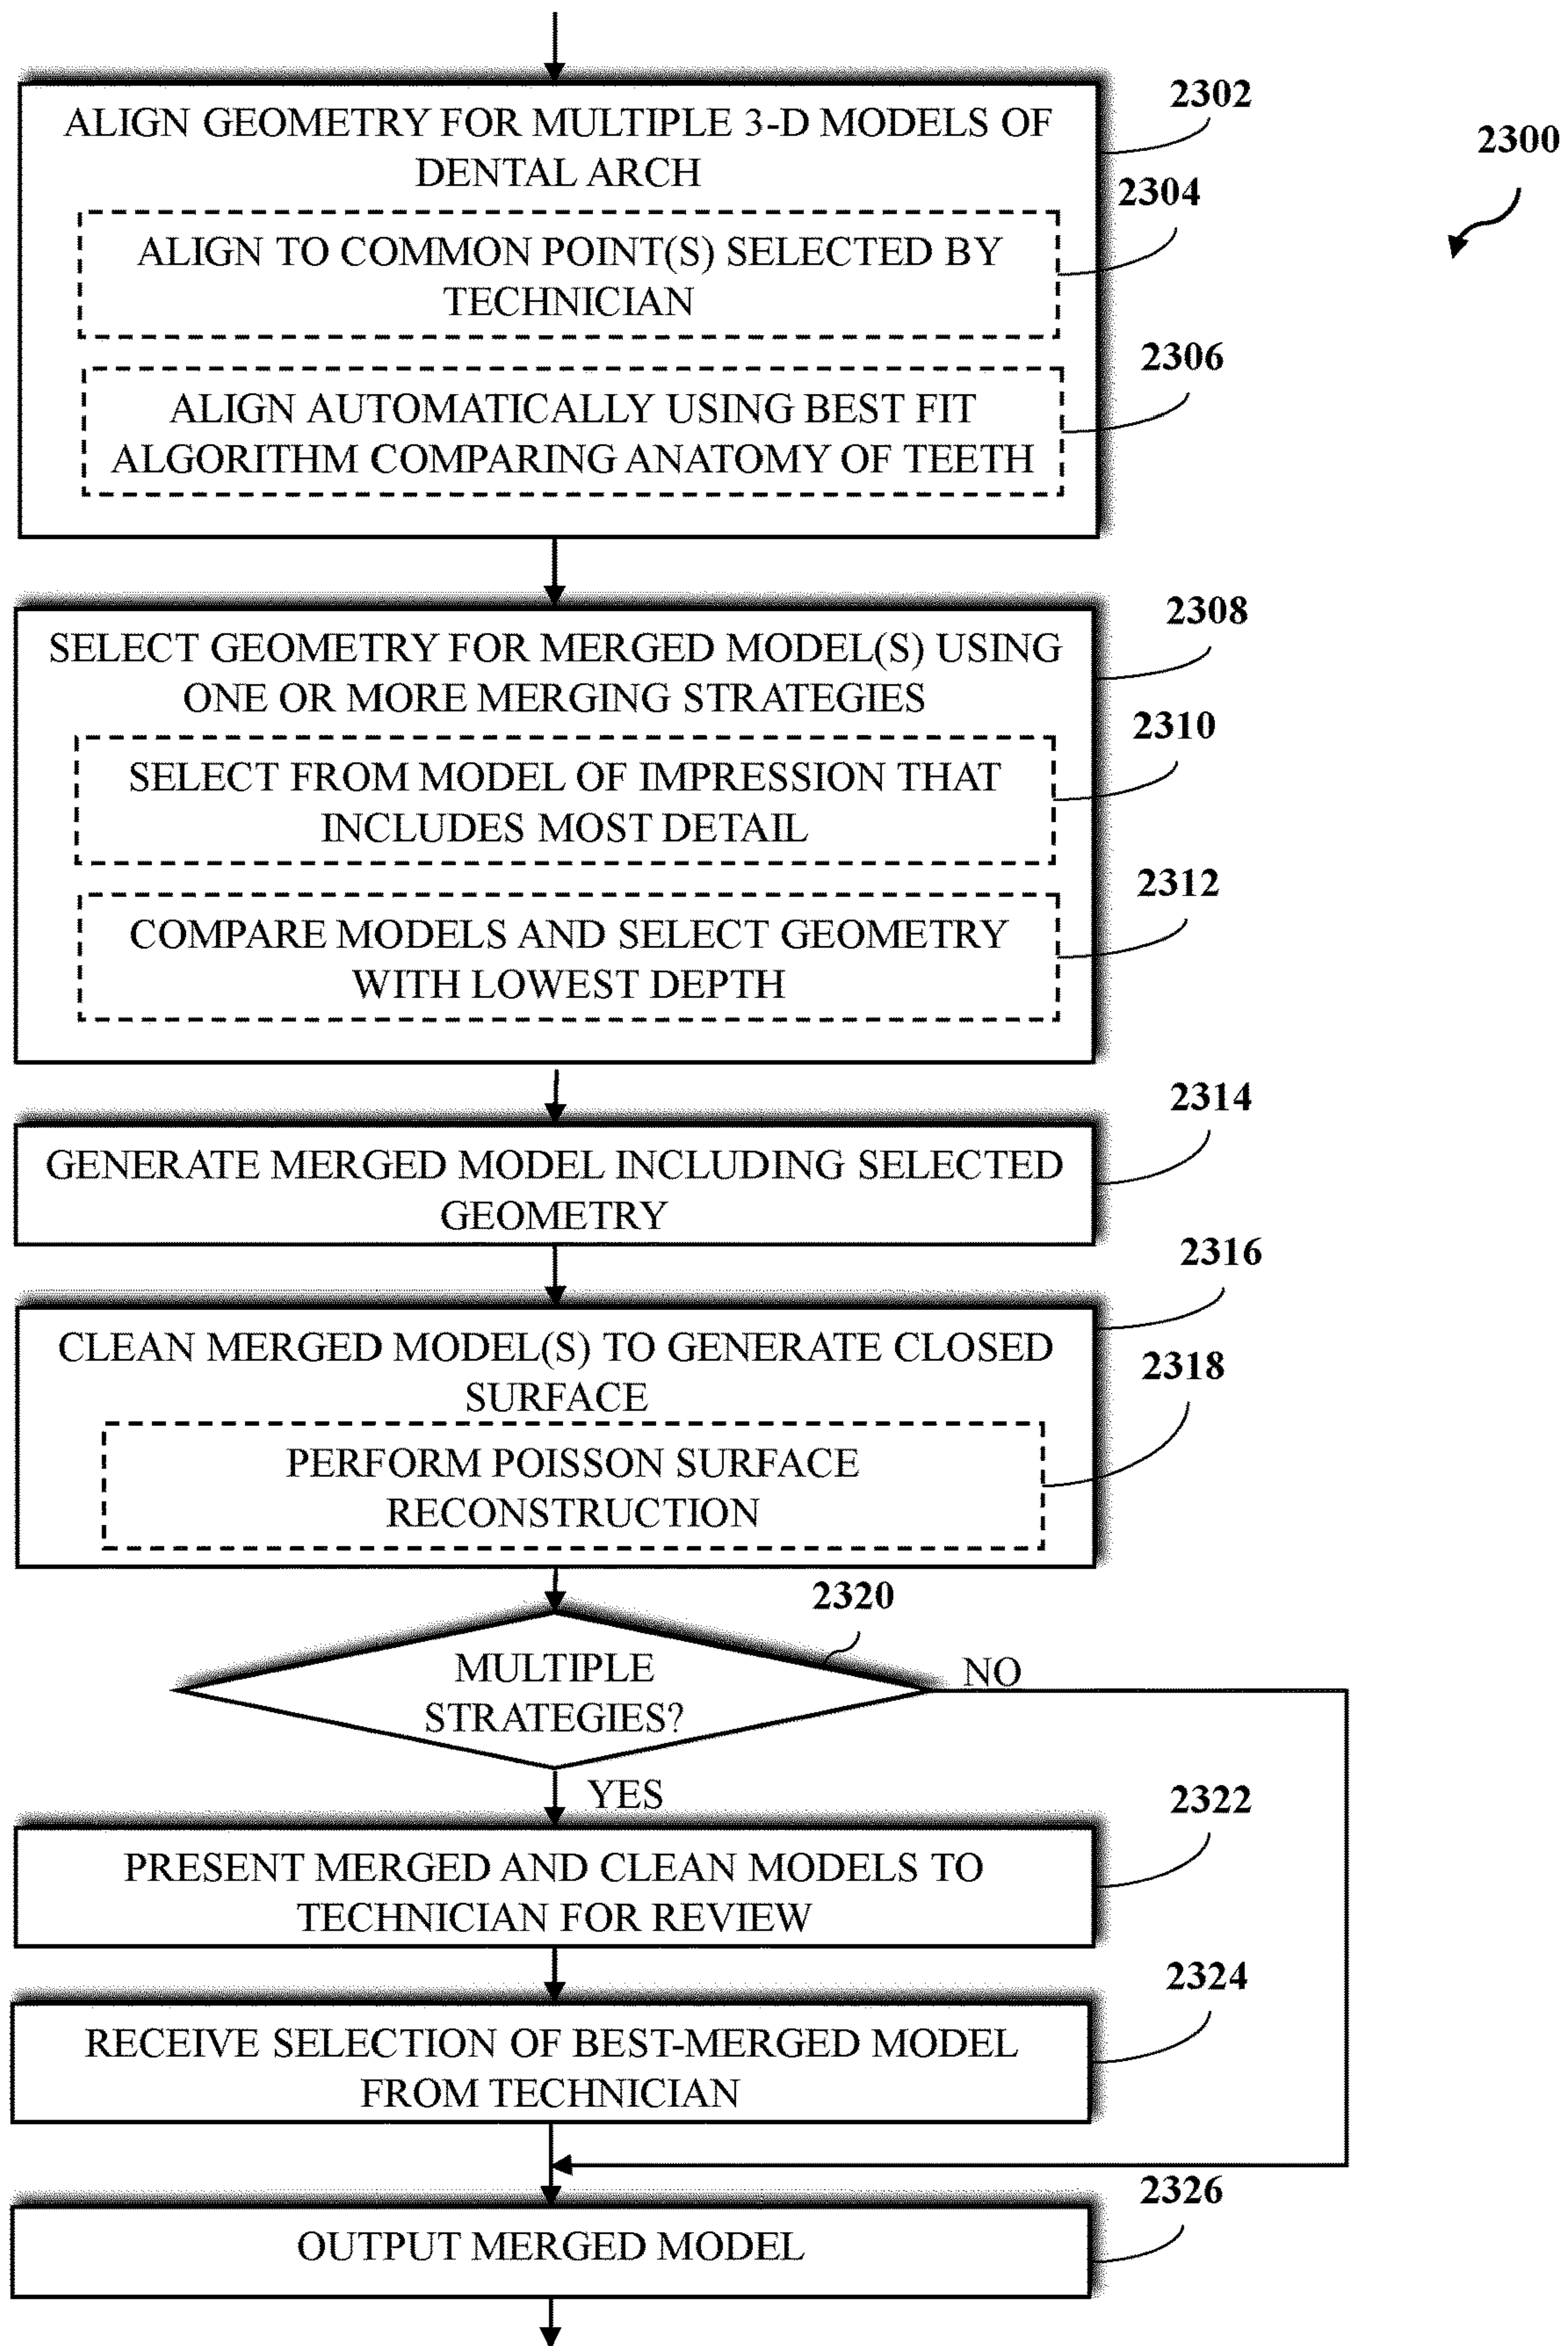 2302
2300
ALIGN GEOMETRY FOR MULTIPLE 3-D MODELS OF
DENTAL ARCH
2304
ALIGN TO COMMON POINT(S) SELECTED BY
TECHNICIAN
2306
ALIGN AUTOMATICALLY USING BEST FIT
ALGORITHM COMPARING ANATOMY OF TEETH
2308
SELECT GEOMETRY FOR MERGED MODEL(S) USING
ONE OR MORE MERGING STRATEGIES
2310
SELECT FROM MODEL OF IMPRESSION THAT
INCLUDES MOST DETAIL
2312
COMPARE MODELS AND SELECT GEOMETRY
WITH LOWEST DEPTH
2314
GENERATE MERGED MODEL INCLUDING SELECTED
GEOMETRY
2316
CLEAN MERGED MODEL(S) TO GENERATE CLOSED
SURFACE
2318
PERFORM POISSON SURFACE
RECONSTRUCTION
2320
MULTIPLE
STRATEGIES?
NO
YES
2322
PRESENT MERGED AND CLEAN MODELS TO
TECHNICIAN FOR REVIEW
2324
RECEIVE SELECTION OF BEST-MERGED MODEL
FROM TECHNICIAN
2326
OUTPUT MERGED MODEL